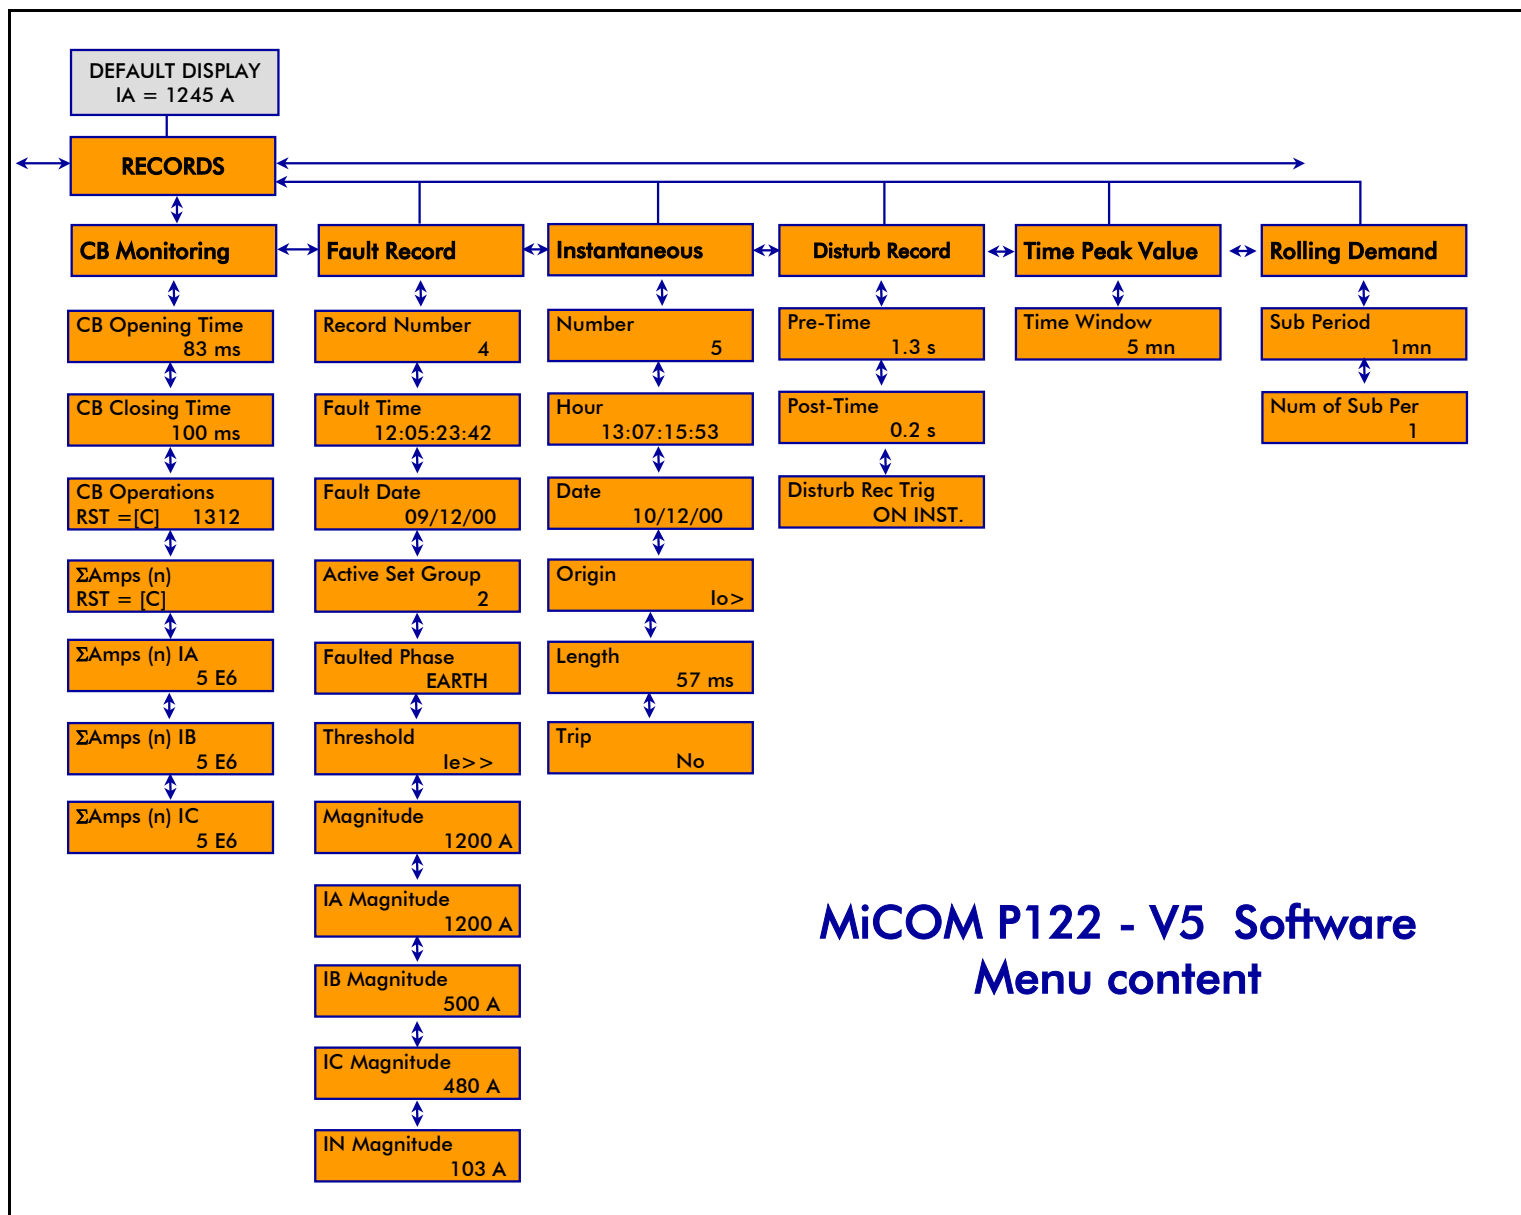 DEFAULT DISPLAY
IA = 1245 A
RECORDS
CB Monitoring
CB Opening Time
83 ms
CB Closing Time
100 ms
CB Operations
RST =[C] 1312
ΣAmps (n)
RST = [C]
ΣAmps (n) IA
5 E6
ΣAmps (n) IB
5 E6
ΣAmps (n) IC
5 E6
Fault Record
Record Number
4
Fault Time
12:05:23:42
Fault Date
09/12/00
Active Set Group
2
Faulted Phase
EARTH
Threshold
Ie>>
Magnitude
1200 A
IA Magnitude
1200 A
IB Magnitude
500 A
IC Magnitude
480 A
IN Magnitude
103 A
Instantaneous
Number
5
Hour
13:07:15:53
Date
10/12/00
Origin
Io>
Length
57 ms
Trip
No
Disturb Record
Pre-Time
1.3 s
Post-Time
0.2 s
Disturb Rec Trig
ON INST.
Time Peak Value
Time Window
5 mn
Rolling Demand
Sub Period
1mn
Num of Sub Per
1
MiCOM P122 - V5 Software
Menu content